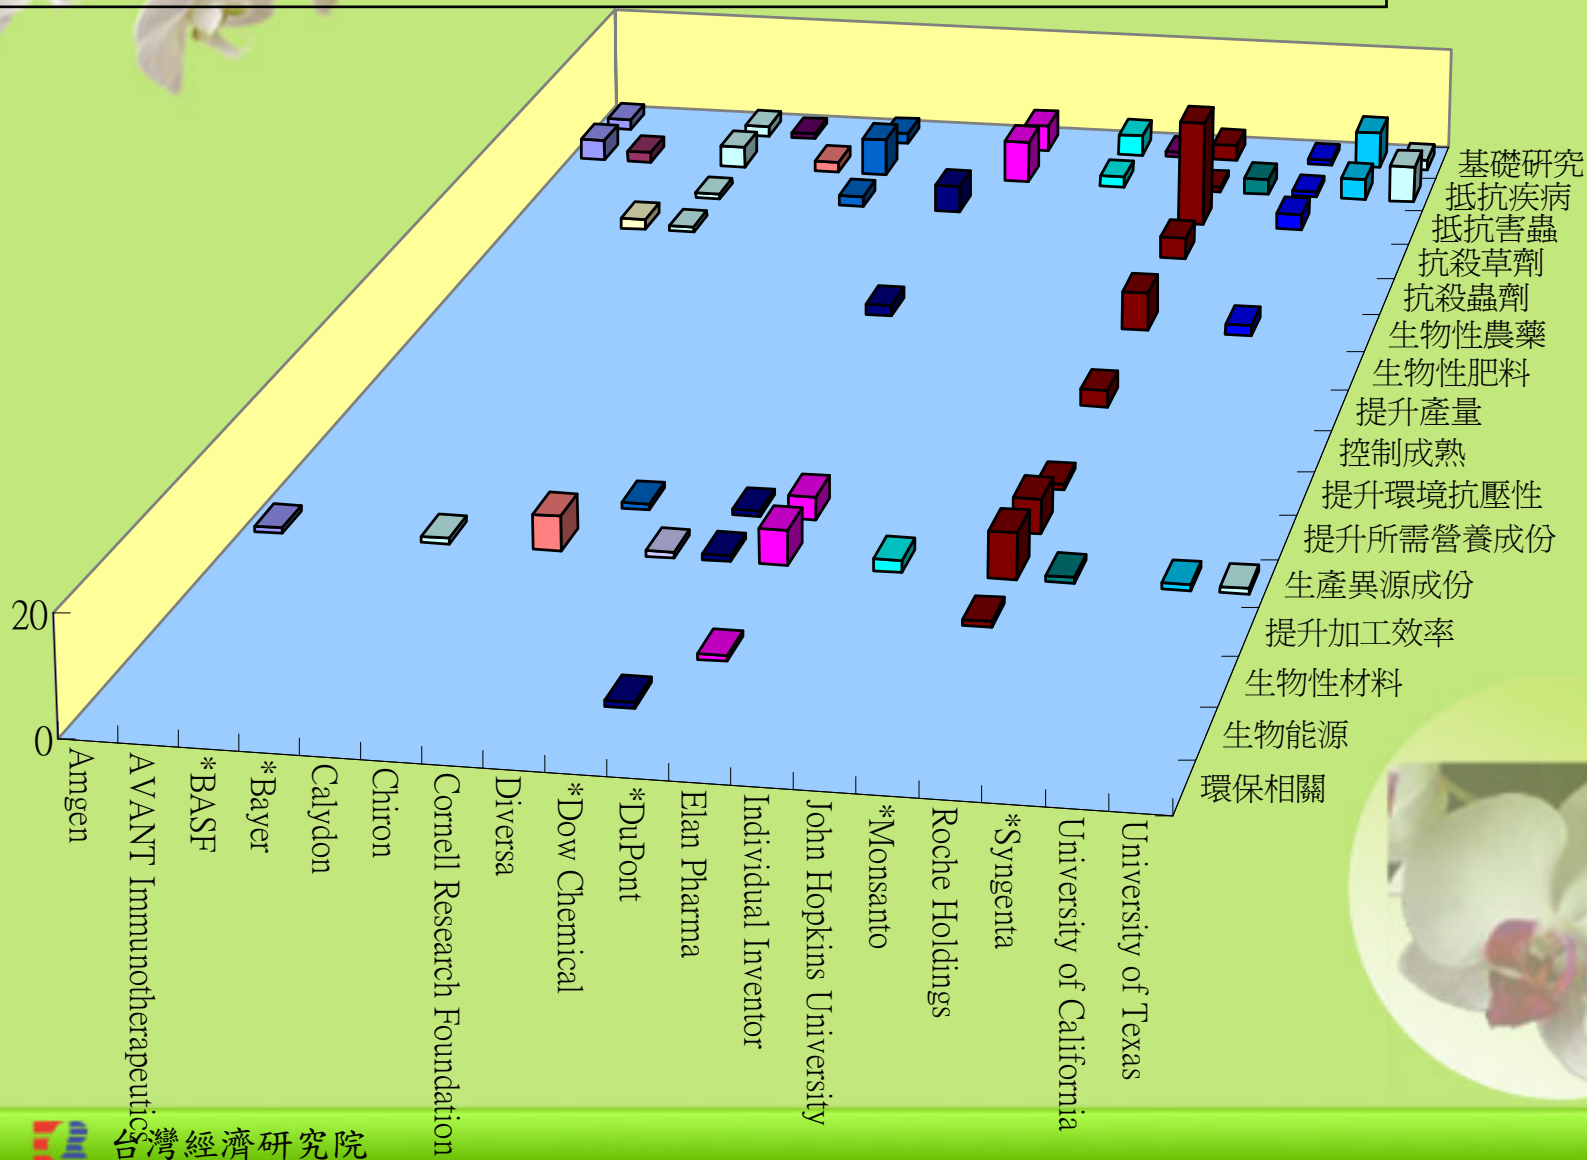 基礎研究
抵抗疾病
抵抗害蟲
抗殺草劑
抗殺蟲劑
生物性農藥
生物性肥料
提升產量
控制成熟
提升環境抗壓性
提升所需營養成份
生產異源成份
提升加工效率
生物性材料
生物能源
環保相關
20
0
Amgen
AVANT Immunotherapeutics
*BASF
*Bayer
Calydon
Chiron
Cornell Research Foundation
Diversa
*Dow Chemical
*DuPont
Elan Pharma
Individual Inventor
John Hopkins University
*Monsanto
Roche Holdings
*Syngenta
University of California
University of Texas
台灣經濟研究院